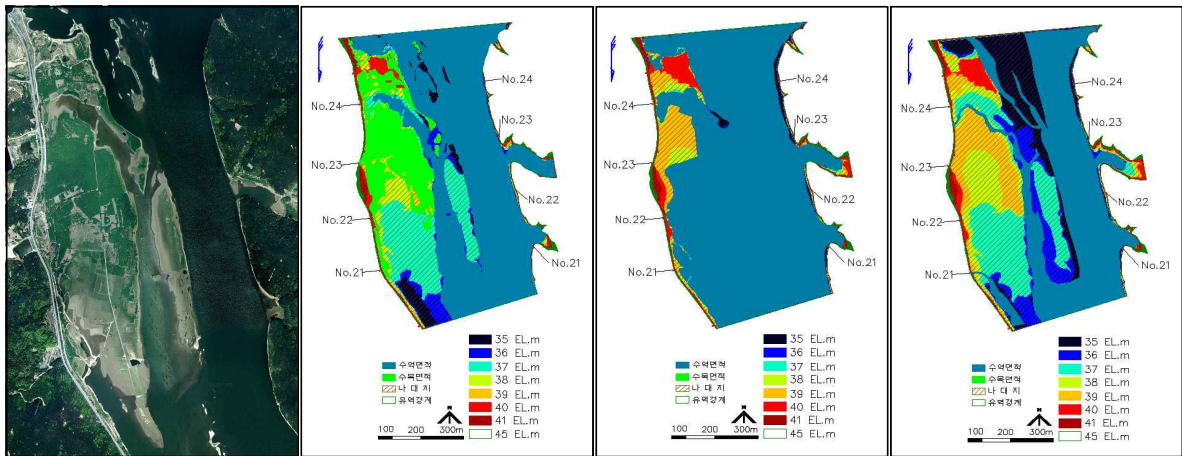 No.24
No.24
No.23
No.23
No.22
No.22
No.21
No.21
35 EL.m
36 EL.m
37 EL.m
38 EL.m
39 EL.m
40 EL.m
41 EL.m
45 EL.m
수역면적
수목면적
나 대 지
유역경계
N
100 200 300m
No.24
No.24
No.23
No.23
No.22
No.22
No.21
No.21
35 EL.m
36 EL.m
37 EL.m
38 EL.m
39 EL.m
40 EL.m
41 EL.m
45 EL.m
수역면적
수목면적
나 대 지
유역경계
N
100 200 300m
No.24
No.24
No.23
No.23
No.22
No.22
No.21
No.21
35 EL.m
36 EL.m
37 EL.m
38 EL.m
39 EL.m
40 EL.m
41 EL.m
45 EL.m
수역면적
수목면적
나 대 지
유역경계
N
100 200 300m